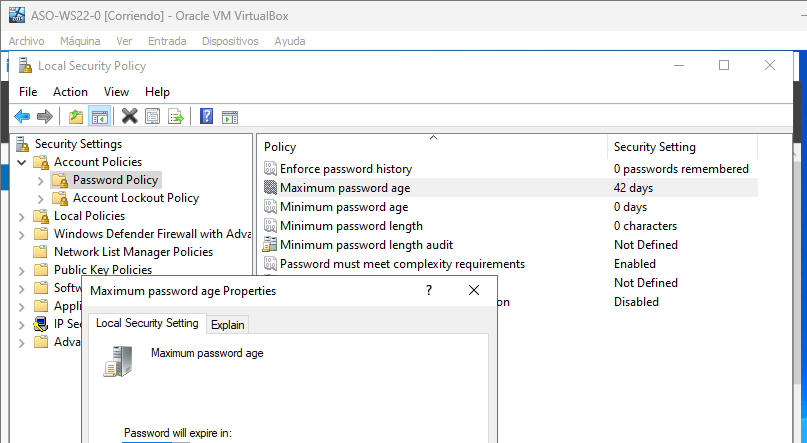 ASO-WS22-0 [Corriendo] - Oracle VM VirtualBox
Archivo Máquina Ver Entrada Dispositivos Ayuda
Local Security Policy
File Action View Help
Security Settings
Account Policies
Password Policy
Account Lockout Policy
Local Policies
Windows Defender Firewall with Adva
Network List Manager Policies
Public Key Policies
Softw
Appli
IP Sec
Adva
Policy Security Setting
Enforce password history 0 passwords remembered
Maximum password age 42 days
Minimum password age 0 days
Minimum password length 0 characters
Minimum password length audit Not Defined
Password must meet complexity requirements Enabled
Not Defined
on Disabled
Maximum password age Properties
Local Security Setting Explain
Maximum password age
Password will expire in: